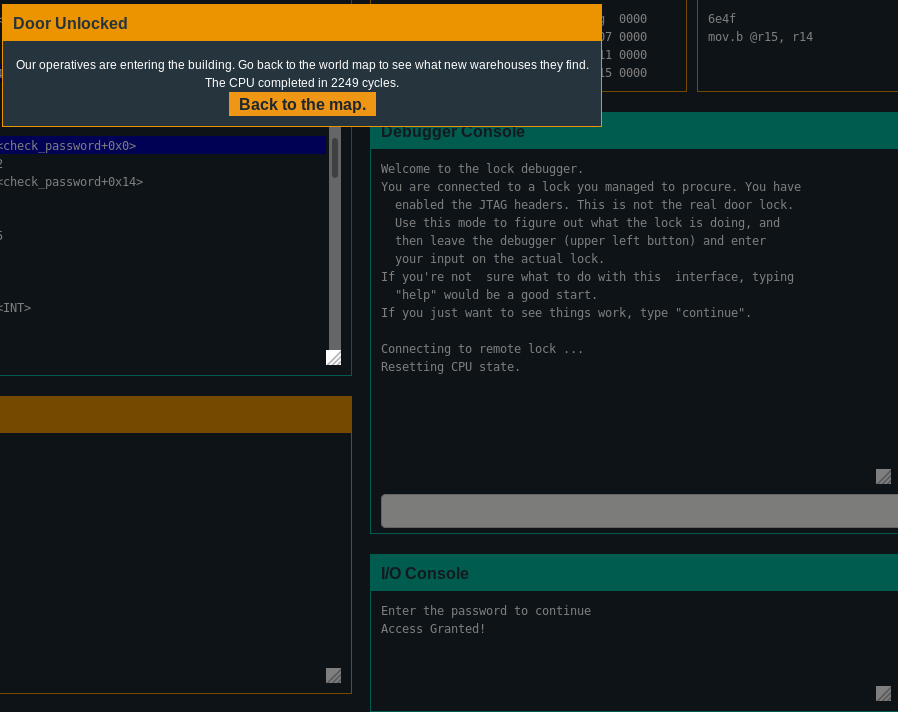 Door Unlocked
Our operatives are entering the building. Go back to the world map to see what new warehouses they find.
The CPU completed in 2249 cycles.
Back to the map.
0000
07 0000
11 0000
15 0000
6e4f
mov.b @r15, r14
<check_password+0x0>
2
<check_password+0x14>
5
<INT>
Debugger Console
Welcome to the lock debugger.
You are connected to a lock you managed to procure. You have
enabled the JTAG headers. This is not the real door lock.
Use this mode to figure out what the lock is doing, and
then leave the debugger (upper left button) and enter
your input on the actual lock.
If you're not  sure what to do with this  interface, typing
"help" would be a good start.
If you just want to see things work, type "continue".
Connecting to remote lock ...
Resetting CPU state.
I/O Console
Enter the password to continue
Access Granted!